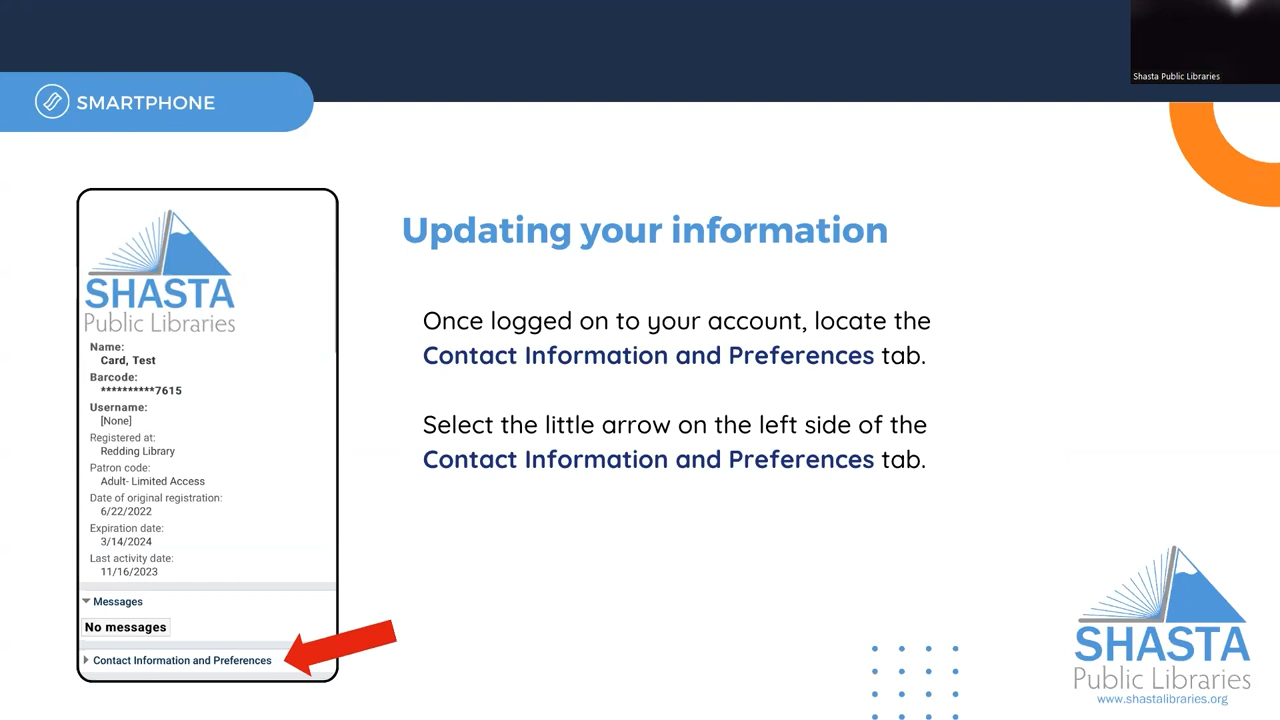 Shasta Public Libraries
SMARTPHONE
SHASTA
Public Libraries
Name:
Card, Test
Barcode:
**********7615
Username:
[None]
Registered at:
Redding Library
Patron code:
Adult- Limited Access
Date of original registration:
6/22/2022
Expiration date:
3/14/2024
Last activity date:
11/16/2023
Messages
No messages
Contact Information and Preferences
Updating your information
Once logged on to your account, locate the
Contact Information and Preferences tab.
Select the little arrow on the left side of the
Contact Information and Preferences tab.
SHASTA
Public Libraries
www.shastalibraries.org